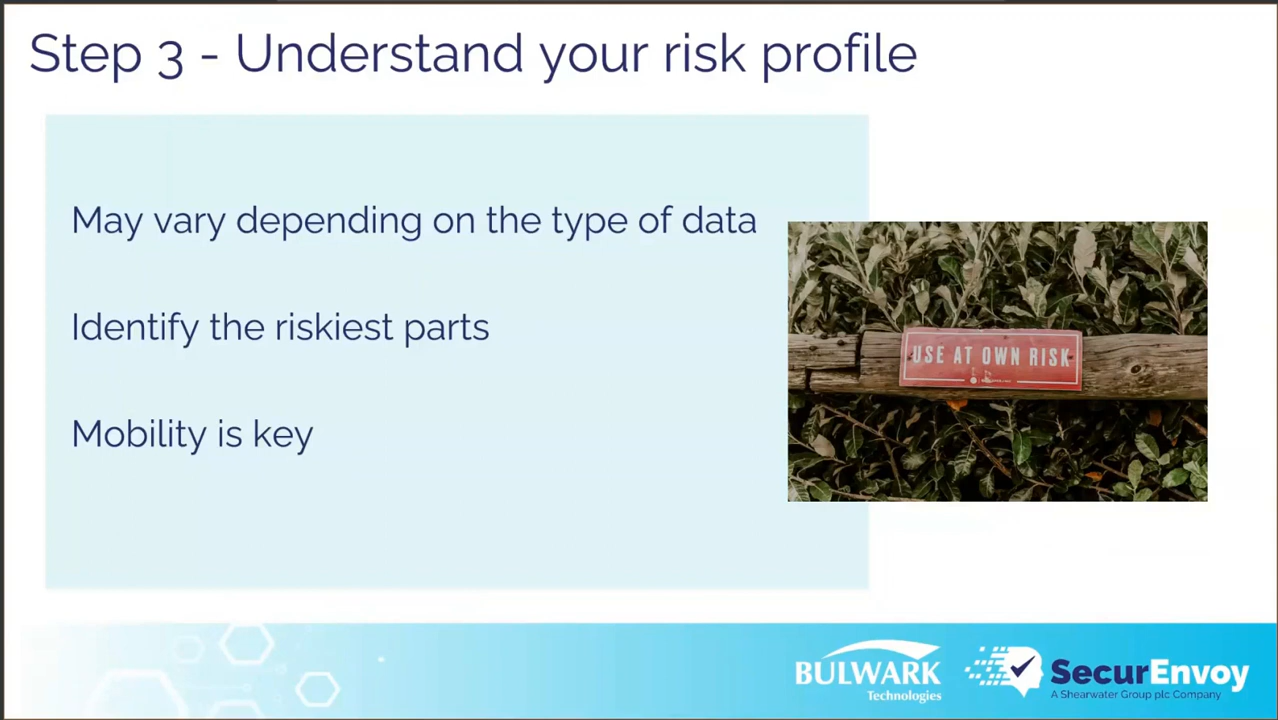 Step 3 - Understand your risk profile
May vary depending on the type of data
Identify the riskiest parts
Mobility is key
USE AT OWN RISK
BULWARK
Technologies
SecurEnvoy
A Shearwater Group plc Company